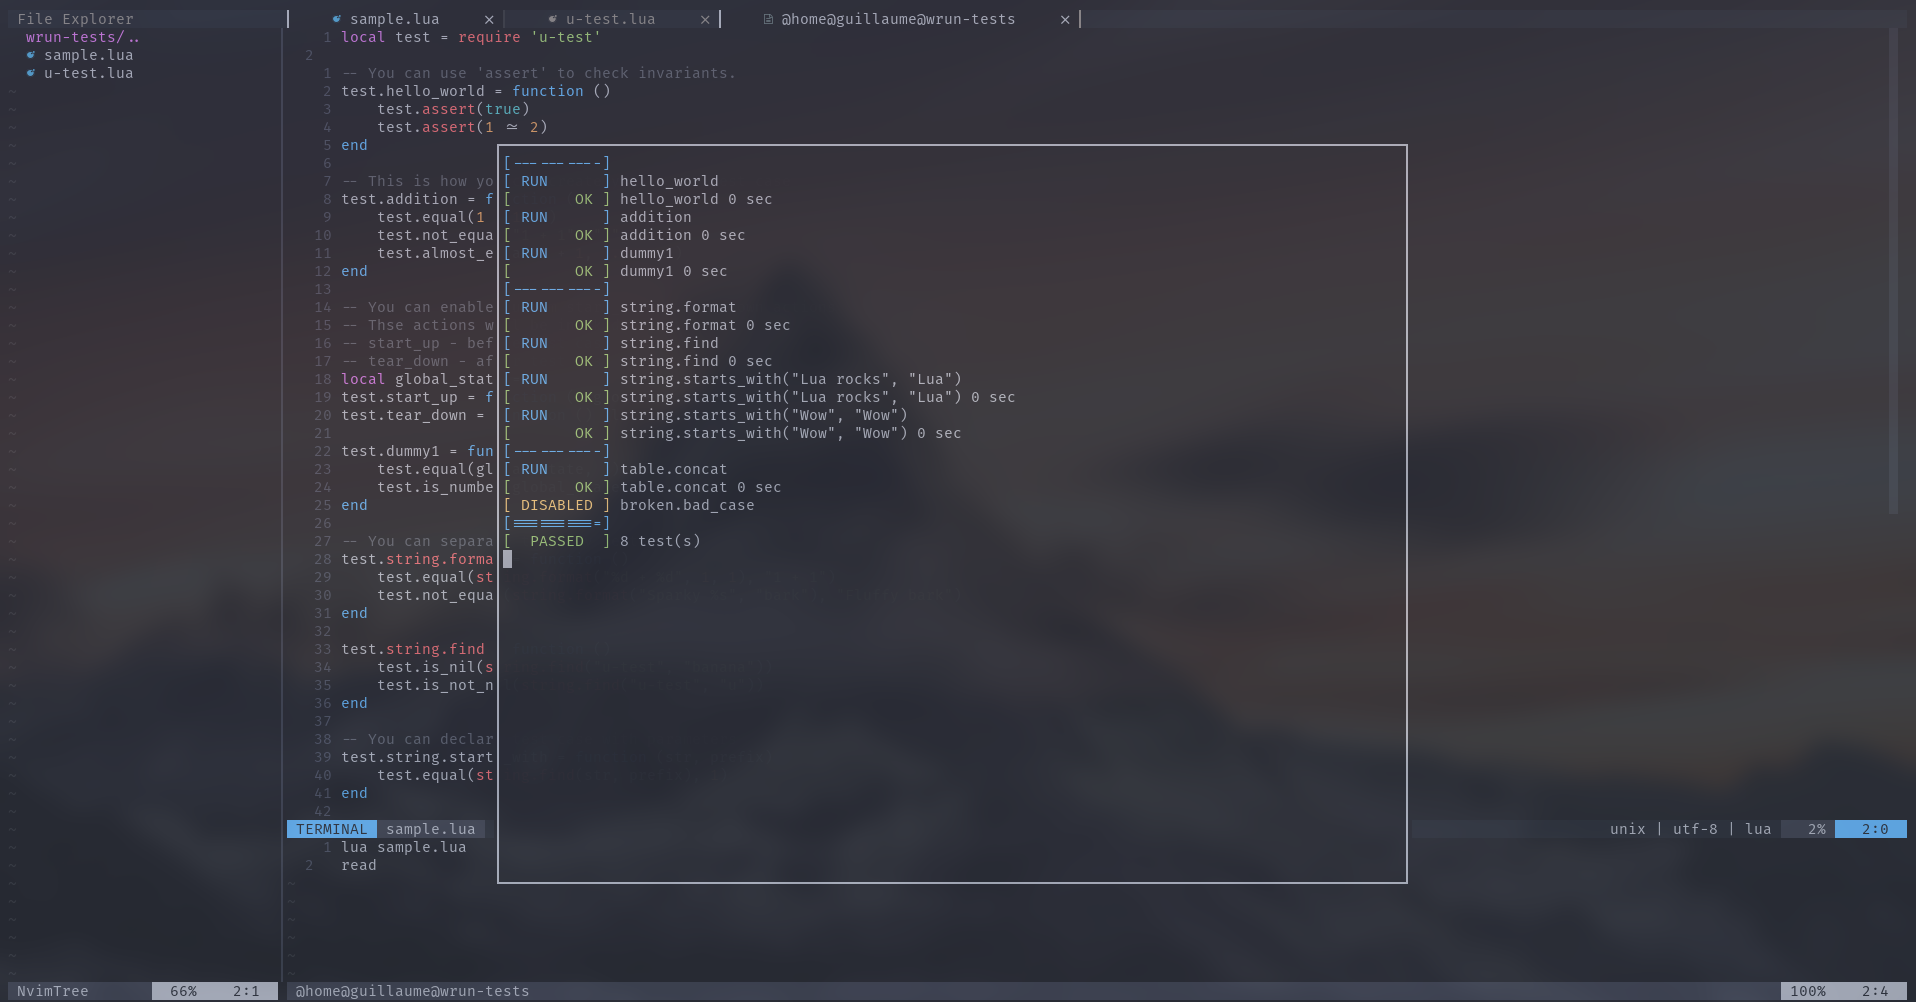 File Explorer
sample.lua ×
u-test.lua ×
@home@guillaume@wrun-tests ×
wrun-tests/..
sample.lua
u-test.lua
1 local test = require 'u-test'
2
1 -- You can use 'assert' to check invariants.
2 test.hello_world = function ()
3 test.assert(true)
4 test.assert(1 ≃ 2)
5 end
6
7 -- This is how yo
8 test.addition = f
9 test.equal(1
10 test.not_equa
11 test.almost_e
12 end
13
14 -- You can enable
15 -- Thse actions w
16 -- start_up - bef
17 -- tear_down - af
18 local global_stat
19 test.start_up = f
20 test.tear_down =
21
22 test.dummy1 = fun
23 test.equal(gl
24 test.is_numbe
25 end
26
27 -- You can separa
28 test.string.forma
29 test.equal(st
30 test.not_equa
31 end
32
33 test.string.find
34 test.is_nil(s
35 test.is_not_n
36 end
37
38 -- You can declar
39 test.string.start
40 test.equal(st
41 end
42
[----------]
[ RUN      ] hello_world
[       OK ] hello_world 0 sec
[ RUN      ] addition
[       OK ] addition 0 sec
[ RUN      ] dummy1
[       OK ] dummy1 0 sec
[----------]
[ RUN      ] string.format
[       OK ] string.format 0 sec
[ RUN      ] string.find
[       OK ] string.find 0 sec
[ RUN      ] string.starts_with("Lua rocks", "Lua")
[       OK ] string.starts_with("Lua rocks", "Lua") 0 sec
[ RUN      ] string.starts_with("Wow", "Wow")
[       OK ] string.starts_with("Wow", "Wow") 0 sec
[----------]
[ RUN      ] table.concat
[       OK ] table.concat 0 sec
[ DISABLED ] broken.bad_case
[==========]
[  PASSED  ] 8 test(s)
TERMINAL sample.lua
unix | utf-8 | lua 2% 2:0
1 lua sample.lua
2 read
NvimTree 66% 2:1
@home@guillaume@wrun-tests
100% 2:4